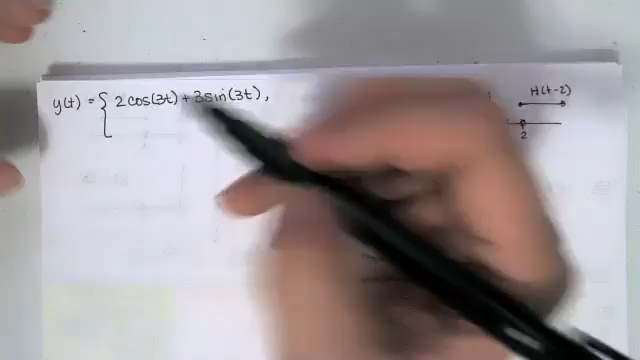 y(t) = { 2cos(3t) + 3sin(3t),
H(t-2)
2